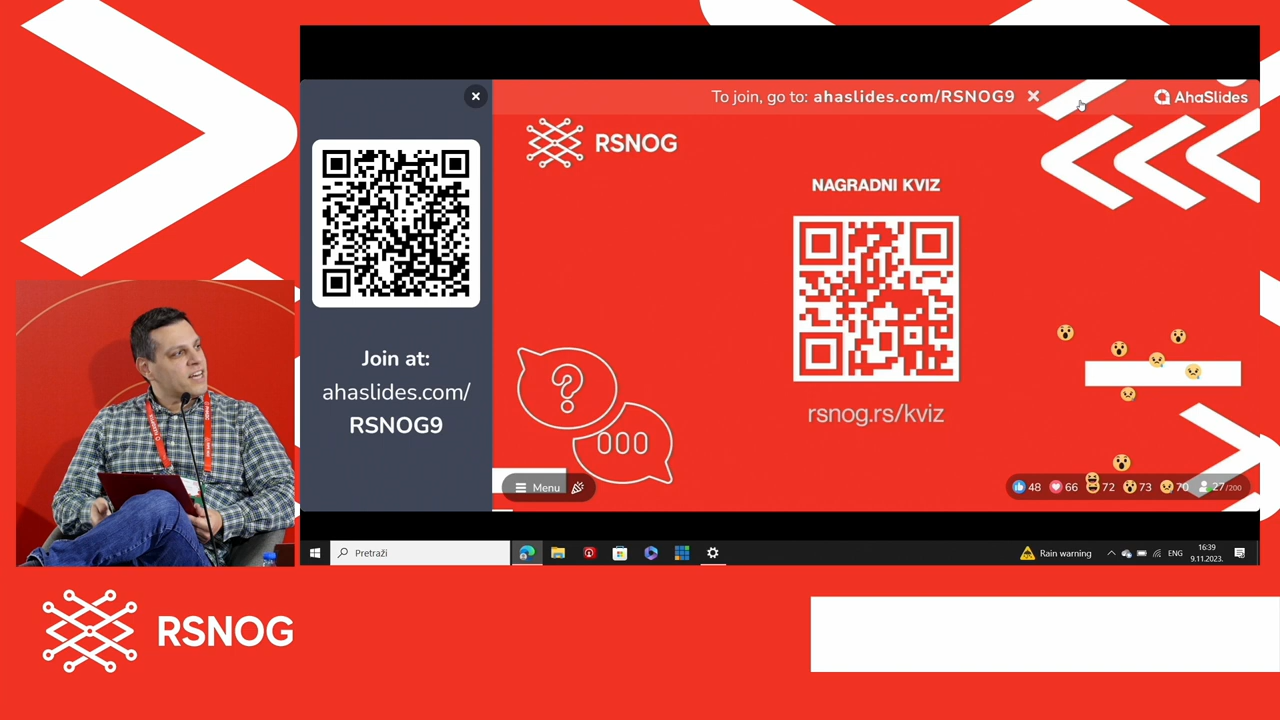 To join, go to: ahaslides.com/RSNOG9
AhaSlides
RSNOG
NAGRADNI KVIZ
rsnog.rs/kviz
Join at:
ahaslides.com/
RSNOG9
Menu
48
66
72
73
70
27/200
Pretraži
Rain warning
ENG
16:39
9.11.2023.
RSNOG